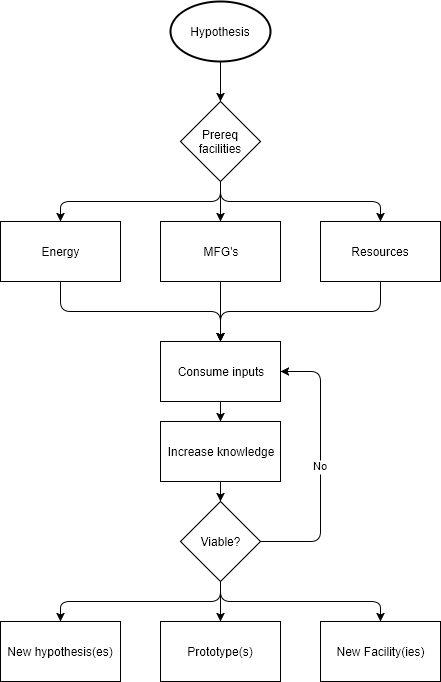 Hypothesis
Prereq
facilities
Energy
MFG's
Resources
Consume inputs
Increase knowledge
No
Viable?
New hypothesis(es)
Prototype(s)
New Facility(ies)